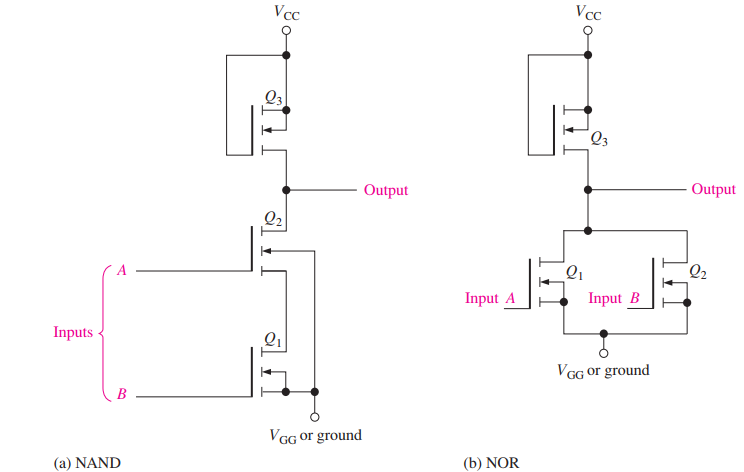 VCC
Q3
Output
Q2
A
Inputs
Q1
B
VGG or ground
(a) NAND
VCC
Q3
Output
Q1
Q2
Input A
Input B
VGG or ground
(b) NOR